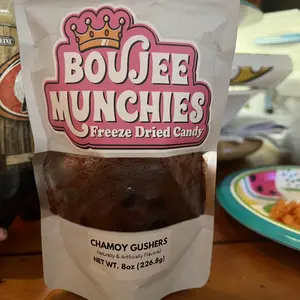 BOUJEE
MUNCHIES
Freeze Dried Candy
CHAMOY GUSHERS
Naturally & Artificially Flavored
NET WT. 8oz (226.8g)